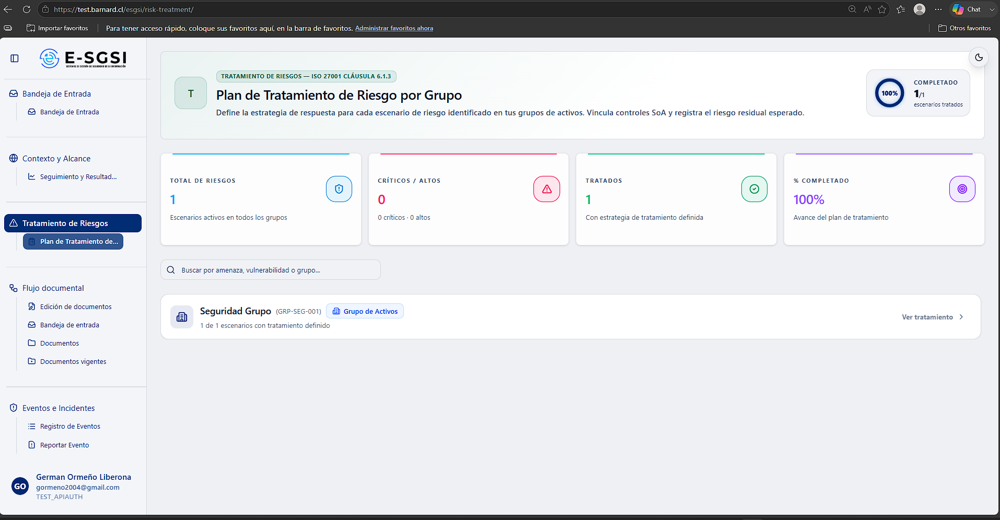 https://test.barnard.cl/esgsi/risk-treatment/
Chat
Importar favoritos
Para tener acceso rápido, coloque sus favoritos aquí, en la barra de favoritos. Administrar favoritos ahora
Otros favoritos
E-SGSI
SISTEMAS DE GESTIÓN DE SEGURIDAD DE LA INFORMACIÓN
Bandeja de Entrada
Bandeja de Entrada
Contexto y Alcance
Seguimiento y Resultad...
Tratamiento de Riesgos
Plan de Tratamiento de...
Flujo documental
Edición de documentos
Bandeja de entrada
Documentos
Documentos vigentes
Eventos e Incidentes
Registro de Eventos
Reportar Evento
GO
German Ormeño Liberona
gormeno2004@gmail.com
TEST_APIAUTH
T
TRATAMIENTO DE RIESGOS — ISO 27001 CLÁUSULA 6.1.3
Plan de Tratamiento de Riesgo por Grupo
Define la estrategia de respuesta para cada escenario de riesgo identificado en tus grupos de activos. Vincula controles SoA y registra el riesgo residual esperado.
100%
COMPLETADO
1/1
escenarios tratados
TOTAL DE RIESGOS
1
Escenarios activos en todos los grupos
CRÍTICOS / ALTOS
0
0 críticos · 0 altos
TRATADOS
1
Con estrategia de tratamiento definida
% COMPLETADO
100%
Avance del plan de tratamiento
Buscar por amenaza, vulnerabilidad o grupo...
Seguridad Grupo (GRP-SEG-001) Grupo de Activos
1 de 1 escenarios con tratamiento definido
Ver tratamiento